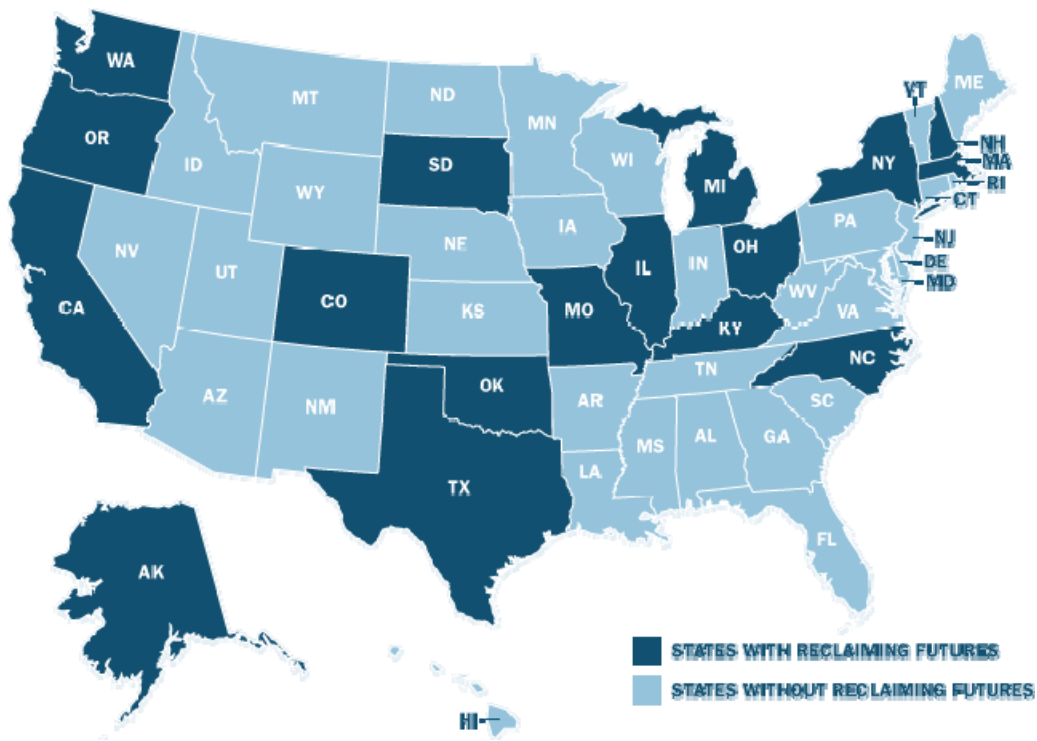 WA
MT
ND
MN
ME
VT
OR
ID
SD
WI
MI
NY
NH
MA
RI
CT
WY
IA
NE
PA
NJ
NV
UT
CO
KS
IL
IN
OH
DE
MD
WV
VA
CA
MO
KY
NC
AZ
NM
OK
AR
TN
SC
MS
AL
GA
LA
TX
FL
AK
HI
STATES WITH RECLAIMING FUTURES
STATES WITHOUT RECLAIMING FUTURES